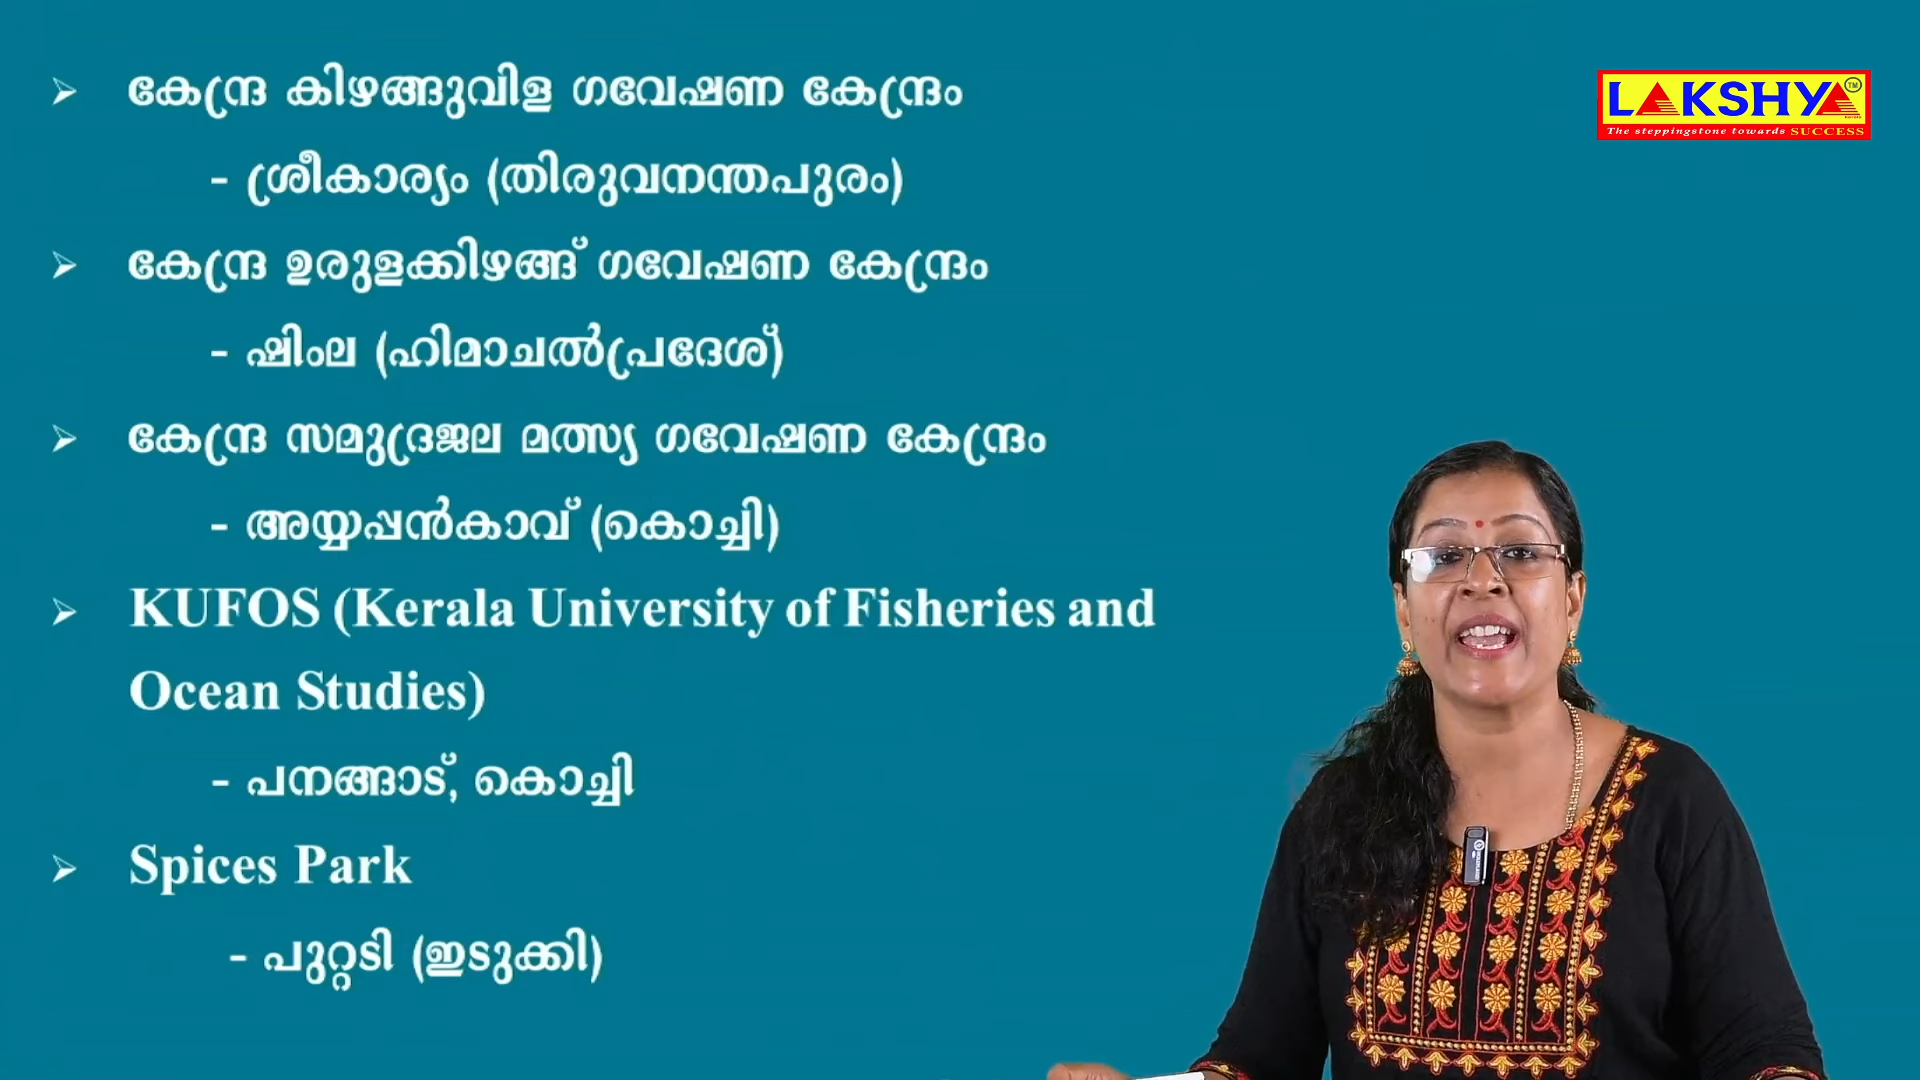 കേന്ദ്ര കിഴങ്ങുവിള ഗവേഷണ കേന്ദ്രം
- ശ്രീകാര്യം (തിരുവനന്തപുരം)
കേന്ദ്ര ഉരുളക്കിഴങ്ങ് ഗവേഷണ കേന്ദ്രം
- ഷിംല (ഹിമാചൽപ്രദേശ്)
കേന്ദ്ര സമുദ്രജല മത്സ്യ ഗവേഷണ കേന്ദ്രം
- അയ്യപ്പൻകാവ് (കൊച്ചി)
KUFOS (Kerala University of Fisheries and
Ocean Studies)
- പനങ്ങാട്, കൊച്ചി
Spices Park
- പുറ്റടി (ഇടുക്കി)
LAKSHYA TM
The steppingstone towards SUCCESS